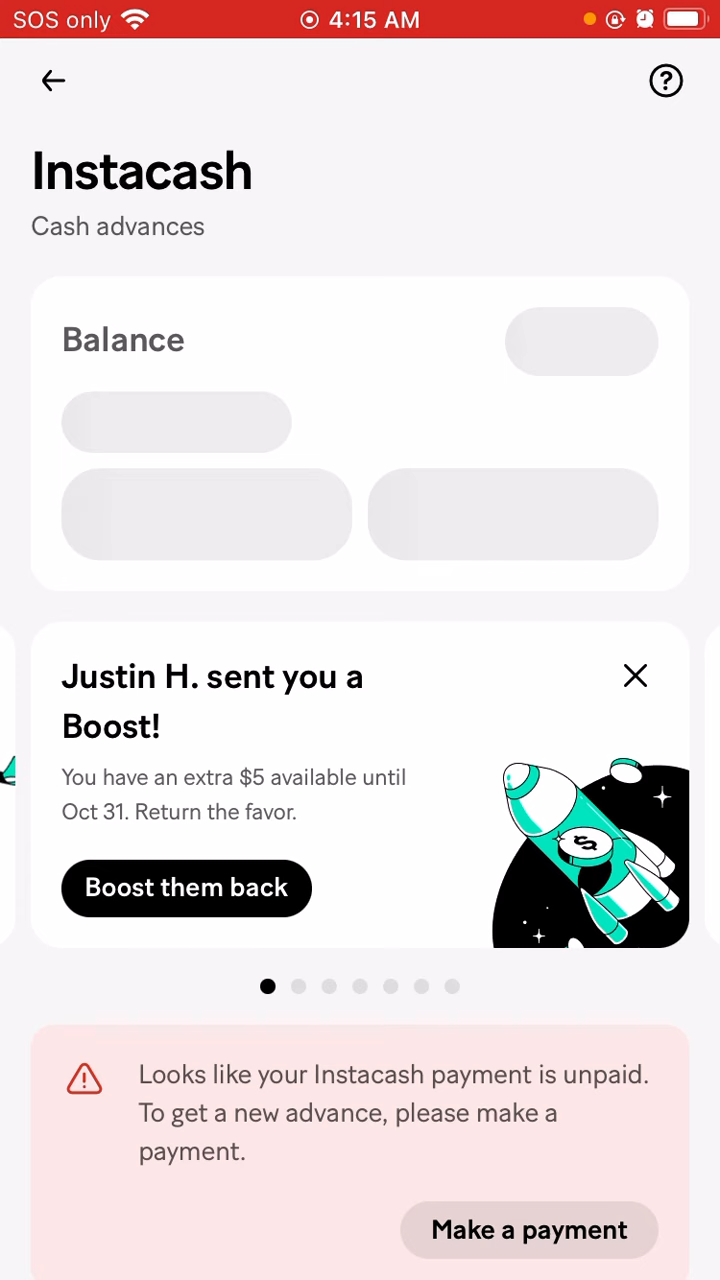 SOS only 4:15 AM
Instacash
Cash advances
Balance
Justin H. sent you a
Boost!
You have an extra $5 available until
Oct 31. Return the favor.
Boost them back
$
Looks like your Instacash payment is unpaid.
To get a new advance, please make a
payment.
Make a payment